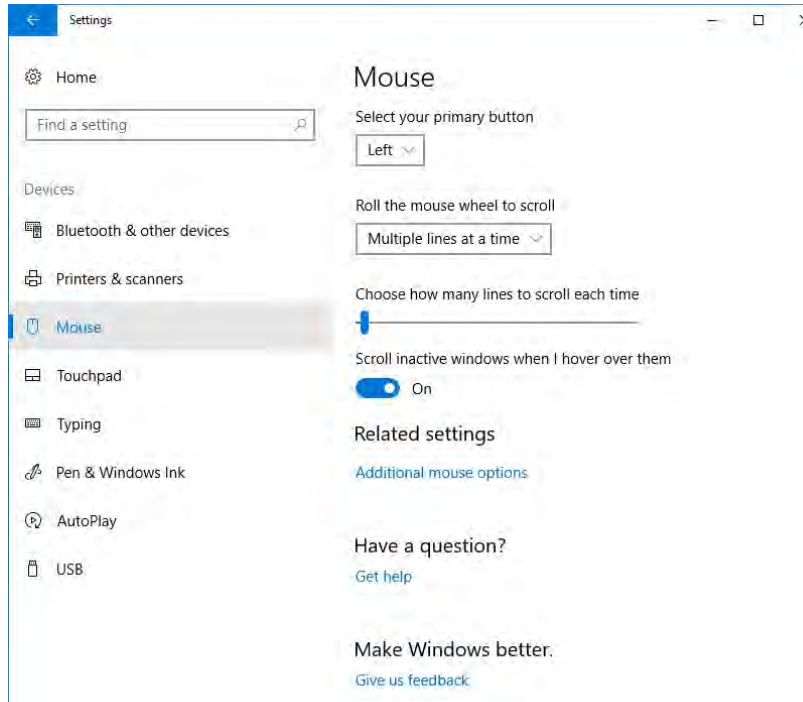 Settings
Home
Find a setting
Devices
Bluetooth & other devices
Printers & scanners
Mouse
Touchpad
Typing
Pen & Windows Ink
AutoPlay
USB
Mouse
Select your primary button
Left
Roll the mouse wheel to scroll
Multiple lines at a time
Choose how many lines to scroll each time
Scroll inactive windows when I hover over them
On
Related settings
Additional mouse options
Have a question?
Get help
Make Windows better.
Give us feedback